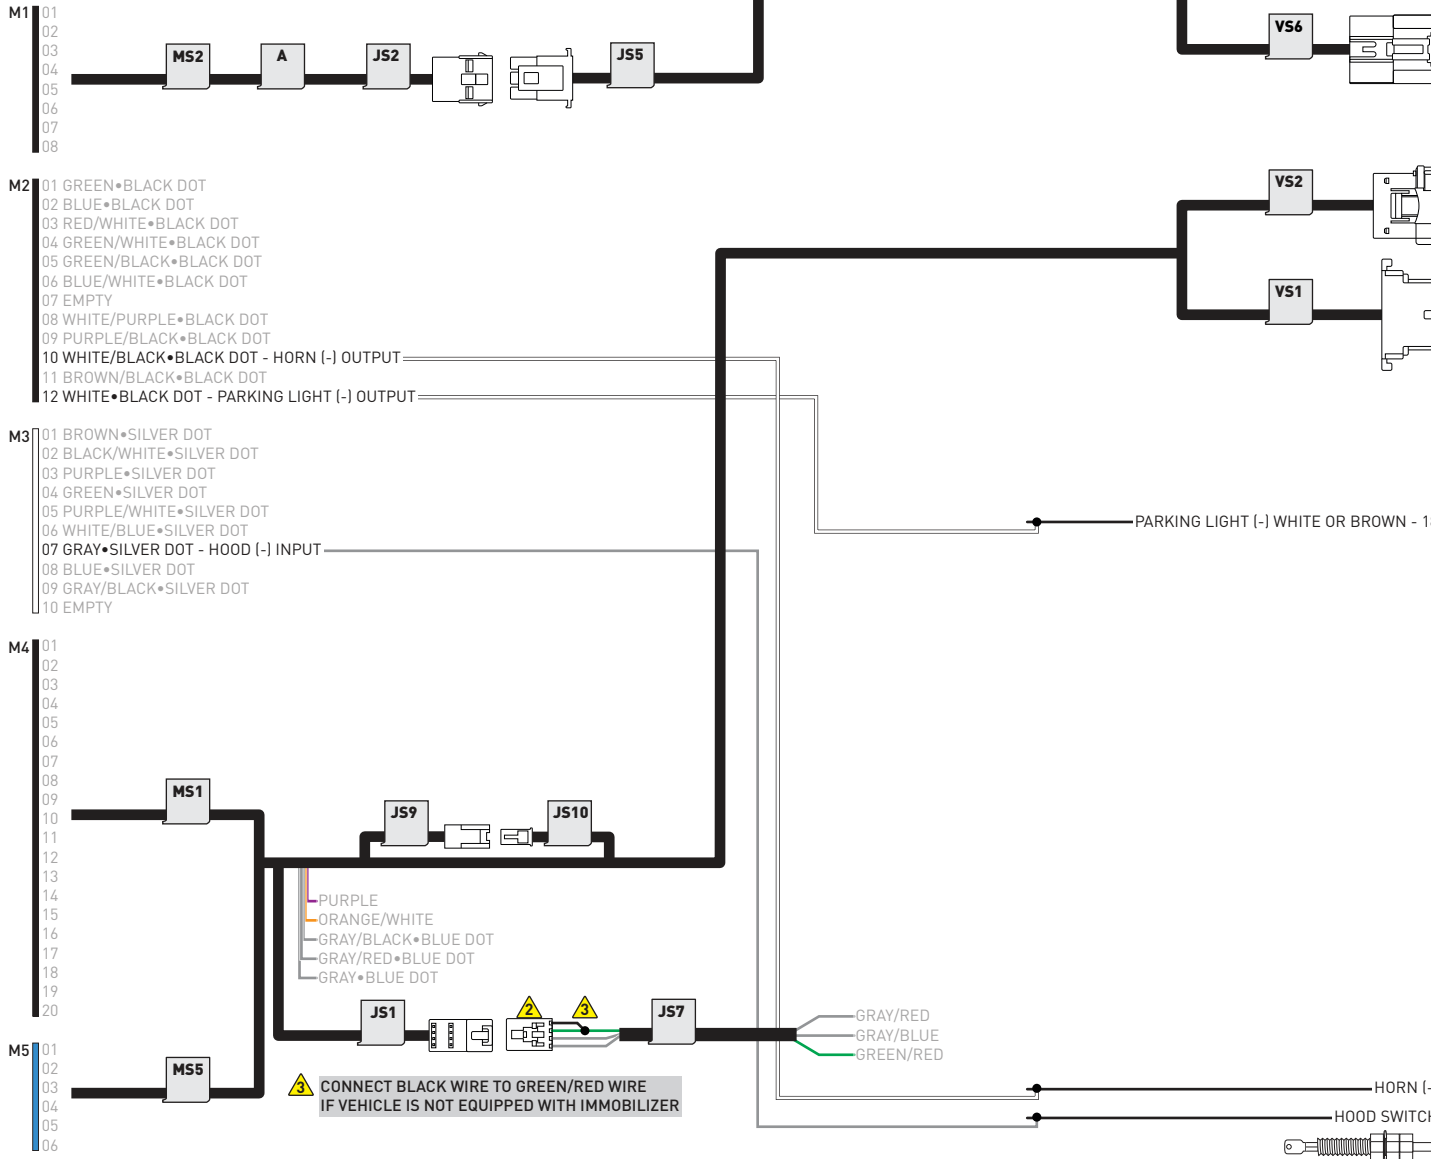 M1
01
02
03
04
05
06
07
08
MS2
A
JS2
JS5
VS6
M2
01 GREEN•BLACK DOT
02 BLUE•BLACK DOT
03 RED/WHITE•BLACK DOT
04 GREEN/WHITE•BLACK DOT
05 GREEN/BLACK•BLACK DOT
06 BLUE/WHITE•BLACK DOT
07 EMPTY
08 WHITE/PURPLE•BLACK DOT
09 PURPLE/BLACK•BLACK DOT
10 WHITE/BLACK•BLACK DOT - HORN (-) OUTPUT
11 BROWN/BLACK•BLACK DOT
12 WHITE•BLACK DOT - PARKING LIGHT (-) OUTPUT
VS2
VS1
M3
01 BROWN•SILVER DOT
02 BLACK/WHITE•SILVER DOT
03 PURPLE•SILVER DOT
04 GREEN•SILVER DOT
05 PURPLE/WHITE•SILVER DOT
06 WHITE/BLUE•SILVER DOT
07 GRAY•SILVER DOT - HOOD (-) INPUT
08 BLUE•SILVER DOT
09 GRAY/BLACK•SILVER DOT
10 EMPTY
PARKING LIGHT (-) WHITE OR BROWN - 1
M4
01
02
03
04
05
06
07
08
09
10
11
12
13
14
15
16
17
18
19
20
MS1
JS9
JS10
PURPLE
ORANGE/WHITE
GRAY/BLACK•BLUE DOT
GRAY/RED•BLUE DOT
GRAY•BLUE DOT
JS1
2
3
JS7
GRAY/RED
GRAY/BLUE
GREEN/RED
M5
01
02
03
04
05
06
MS5
3
CONNECT BLACK WIRE TO GREEN/RED WIRE
IF VEHICLE IS NOT EQUIPPED WITH IMMOBILIZER
HORN (-
HOOD SWITCH